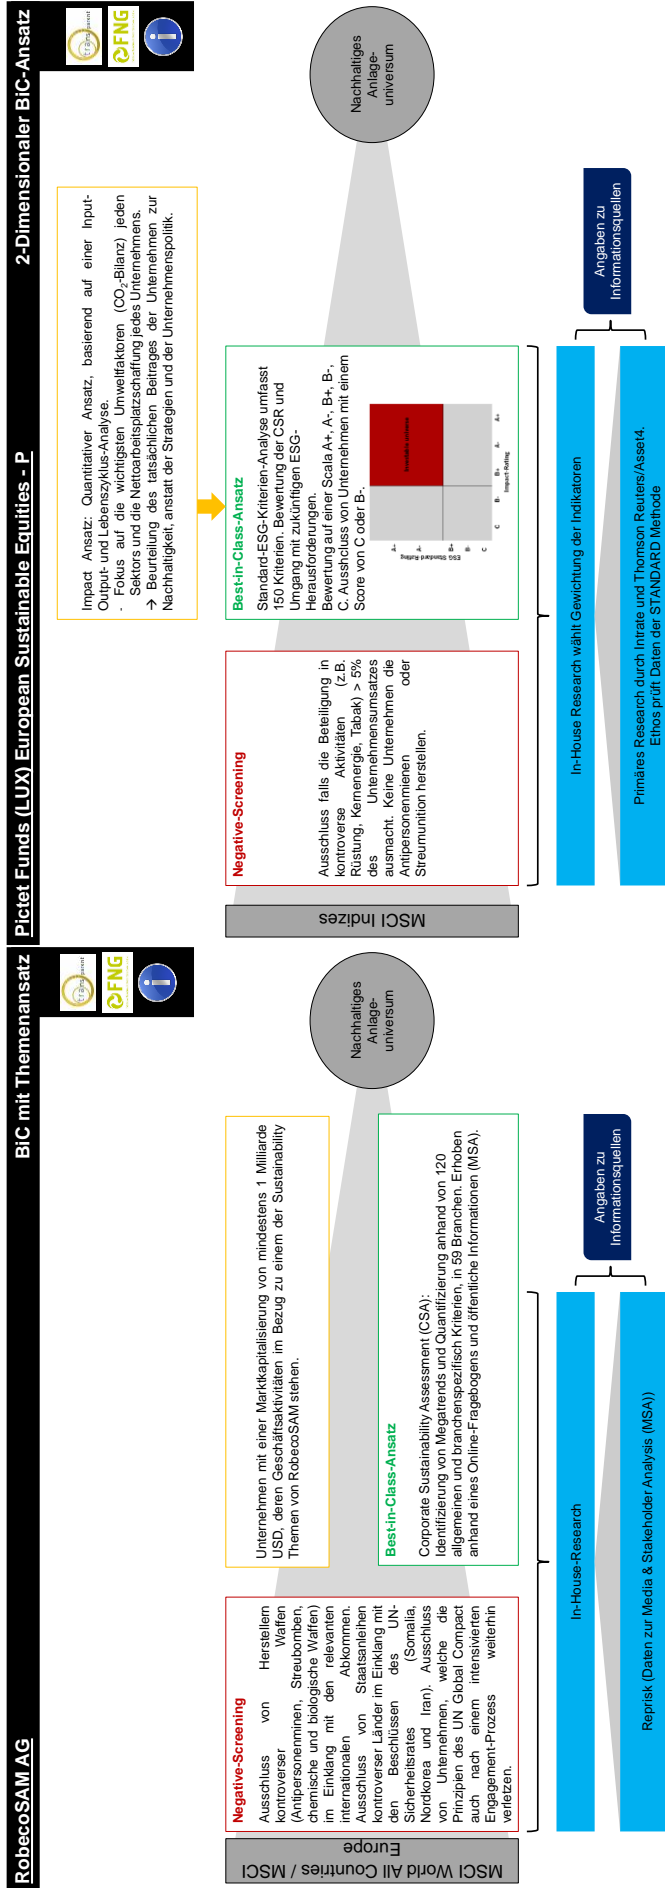 RobecoSAM AG
BiC mit Themenansatz
transparent
FNG
i
MSCI World All Countries / MSCI
Europe
Negative-Screening
Ausschluss von Herstellern
kontroverser Waffen
(Antipersonenminen, Streubomben,
chemische und biologische Waffen)
im Einklang mit den relevanten
internationalen Abkommen.
Ausschluss von Staatsanleihen
kontroverser Länder im Einklang mit
den Beschlüssen des UN-
Sicherheitsrates (Somalia,
Nordkorea und Iran). Ausschluss
von Unternehmen, welche die
Prinzipien des UN Global Compact
auch nach einem intensivierten
Engagement-Prozess weiterhin
verletzen.
Unternehmen mit einer Marktkapitalisierung von mindestens 1 Milliarde
USD, deren Geschäftsaktivitäten im Bezug zu einem der Sustainability
Themen von RobecoSAM stehen.
Best-in-Class-Ansatz
Corporate Sustainability Assessment (CSA):
Identifizierung von Megatrends und Quantifizierung anhand von 120
allgemeinen und branchenspezifisch Kriterien, in 59 Branchen. Erhoben
anhand eines Online-Fragebogens und öffentliche Informationen (MSA).
Nachhaltiges
Anlage-
universum
In-House-Research
Reprisk (Daten zur Media & Stakeholder Analysis (MSA))
Angaben zu
Informationsquellen
Pictet Funds (LUX) European Sustainable Equities - P
2-Dimensionaler BiC-Ansatz
transparent
FNG
i
MSCI Indizes
Negative-Screening
Ausschluss falls die Beteiligung in
kontroverse Aktivitäten (z.B.
Rüstung, Kernenergie, Tabak) > 5%
des Unternehmensumsatzes
ausmacht. Keine Unternehmen die
Antipersonenmienen oder
Streumunition herstellen.
Impact Ansatz: Quantitativer Ansatz, basierend auf einer Input-
Output- und Lebenszyklus-Analyse.
- Fokus auf die wichtigsten Umweltfaktoren (CO2-Bilanz) jeden
Sektors und die Nettoarbeitsplatzschaffung jedes Unternehmens.
→ Beurteilung des tatsächlichen Beitrages der Unternehmen zur
Nachhaltigkeit, anstatt der Strategien und der Unternehmenspolitik.
Best-in-Class-Ansatz
Standard-ESG-Kriterien-Analyse umfasst
150 Kriterien. Bewertung der CSR und
Umgang mit zukünftigen ESG-
Herausforderungen.
Bewertung auf einer Scala A+, A-, B+, B-,
C. Ausshcluss von Unternehmen mit einem
Score von C oder B-.
ESG Standard-Rating
A-
A-
B+
B-
C
C
B-
B+
A-
A+
Impact-Rating
Nachhaltiges
Anlage-
universum
In-House Research wählt Gewichtung der Indikatoren
Primäres Research durch Intrate und Thomson Reuters/Asset4.
Ethos prüft Daten der STANDARD Methode
Angaben zu
Informationsquellen